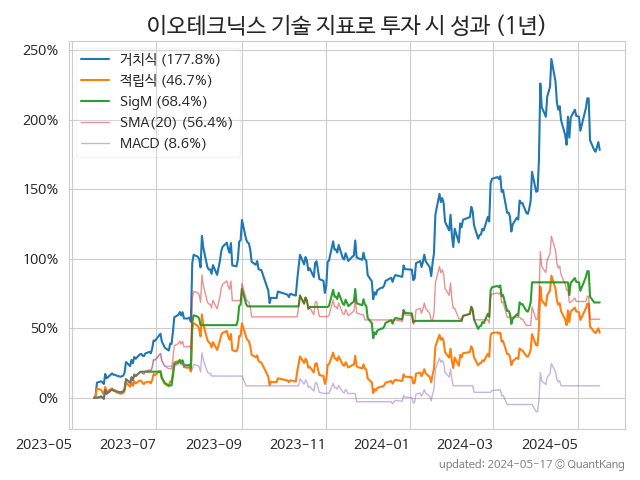 이오테크닉스 기술 지표로 투자 시 성과 (1년)
250%
200%
150%
100%
50%
0%
거치식 (177.8%)
적립식 (46.7%)
SigM (68.4%)
SMA(20) (56.4%)
MACD (8.6%)
2023-05 2023-07 2023-09 2023-11 2024-01 2024-03 2024-05
updated: 2024-05-17 © QuantKang